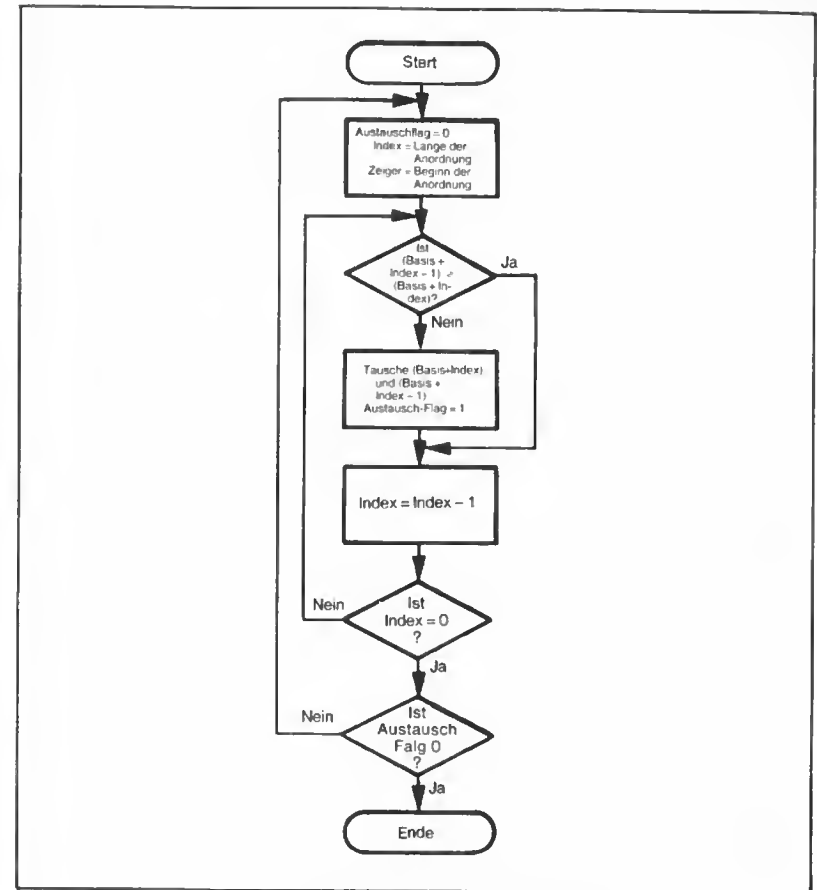 Start
Austauschflag = 0
Index = Lange der
Anordnung
Zeiger = Beginn der
Anordnung
Ist
(Basis +
Index – 1)
(Basis + In-
dex)?
Ja
Nein
Tausche (Basis+Index)
und (Basis +
Index – 1)
Austausch-Flag = 1
Index = Index – 1
Nein
Ist
Index = 0
?
Ja
Nein
Ist
Austausch
Falg 0
?
Ja
Ende